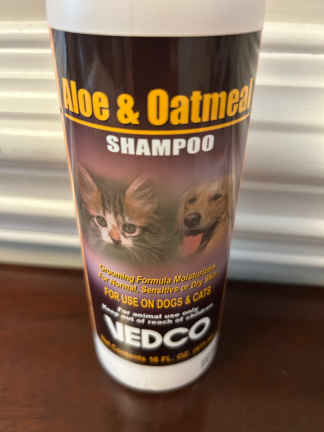 Aloe & Oatmeal
SHAMPOO
Grooming Formula Moisturizes
For Normal, Sensitive or Dry Skin
FOR USE ON DOGS & CATS
For animal use only
Keep out of reach of children
VEDCO
Contents 16 FL. OZ.